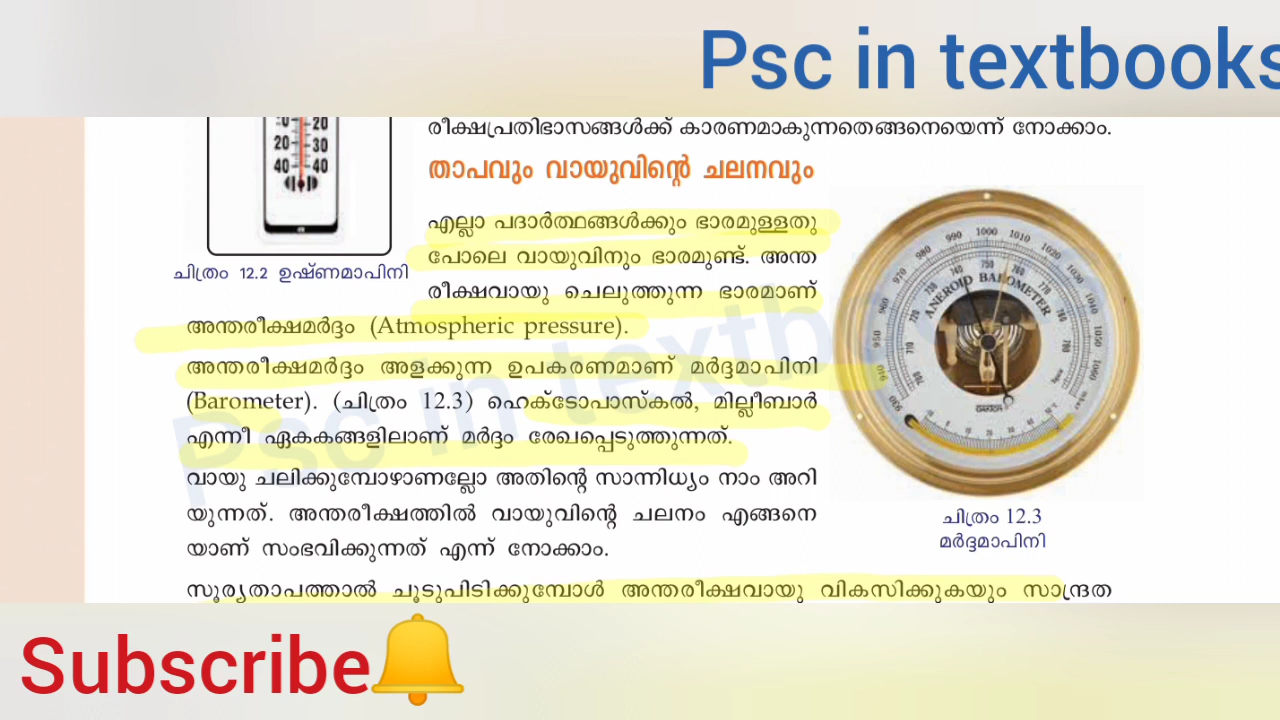 Psc in textbooks
രീക്ഷപ്രതിഭാസങ്ങൾക്ക് കാരണമാകുന്നതെങ്ങനെയെന്ന് നോക്കാം.
താപവും വായുവിന്റെ ചലനവും
എല്ലാ പദാർത്ഥങ്ങൾക്കും ഭാരമുള്ളതു
പോലെ വായുവിനും ഭാരമുണ്ട്. അന്ത
രീക്ഷവായു ചെലുത്തുന്ന ഭാരമാണ്
അന്തരീക്ഷമർദ്ദം (Atmospheric pressure).
ചിത്രം 12.2 ഉഷ്ണമാപിനി
അന്തരീക്ഷമർദ്ദം അളക്കുന്ന ഉപകരണമാണ് മർദ്ദമാപിനി
(Barometer). (ചിത്രം 12.3) ഹെക്ടോപാസ്കൽ, മില്ലീബാർ
എന്നീ ഏകകങ്ങളിലാണ് മർദ്ദം രേഖപ്പെടുത്തുന്നത്.
വായു ചലിക്കുമ്പോഴാണല്ലോ അതിന്റെ സാന്നിധ്യം നാം അറി
യുന്നത്. അന്തരീക്ഷത്തിൽ വായുവിന്റെ ചലനം എങ്ങനെ
യാണ് സംഭവിക്കുന്നത് എന്ന് നോക്കാം.
സൂര്യതാപത്താൽ ചൂടുപിടിക്കുമ്പോൾ അന്തരീക്ഷവായു വികസിക്കുകയും സാന്ദ്രത
ANEROID BAROMETER
ചിത്രം 12.3
മർദ്ദമാപിനി
Psc in textb
Subscribe